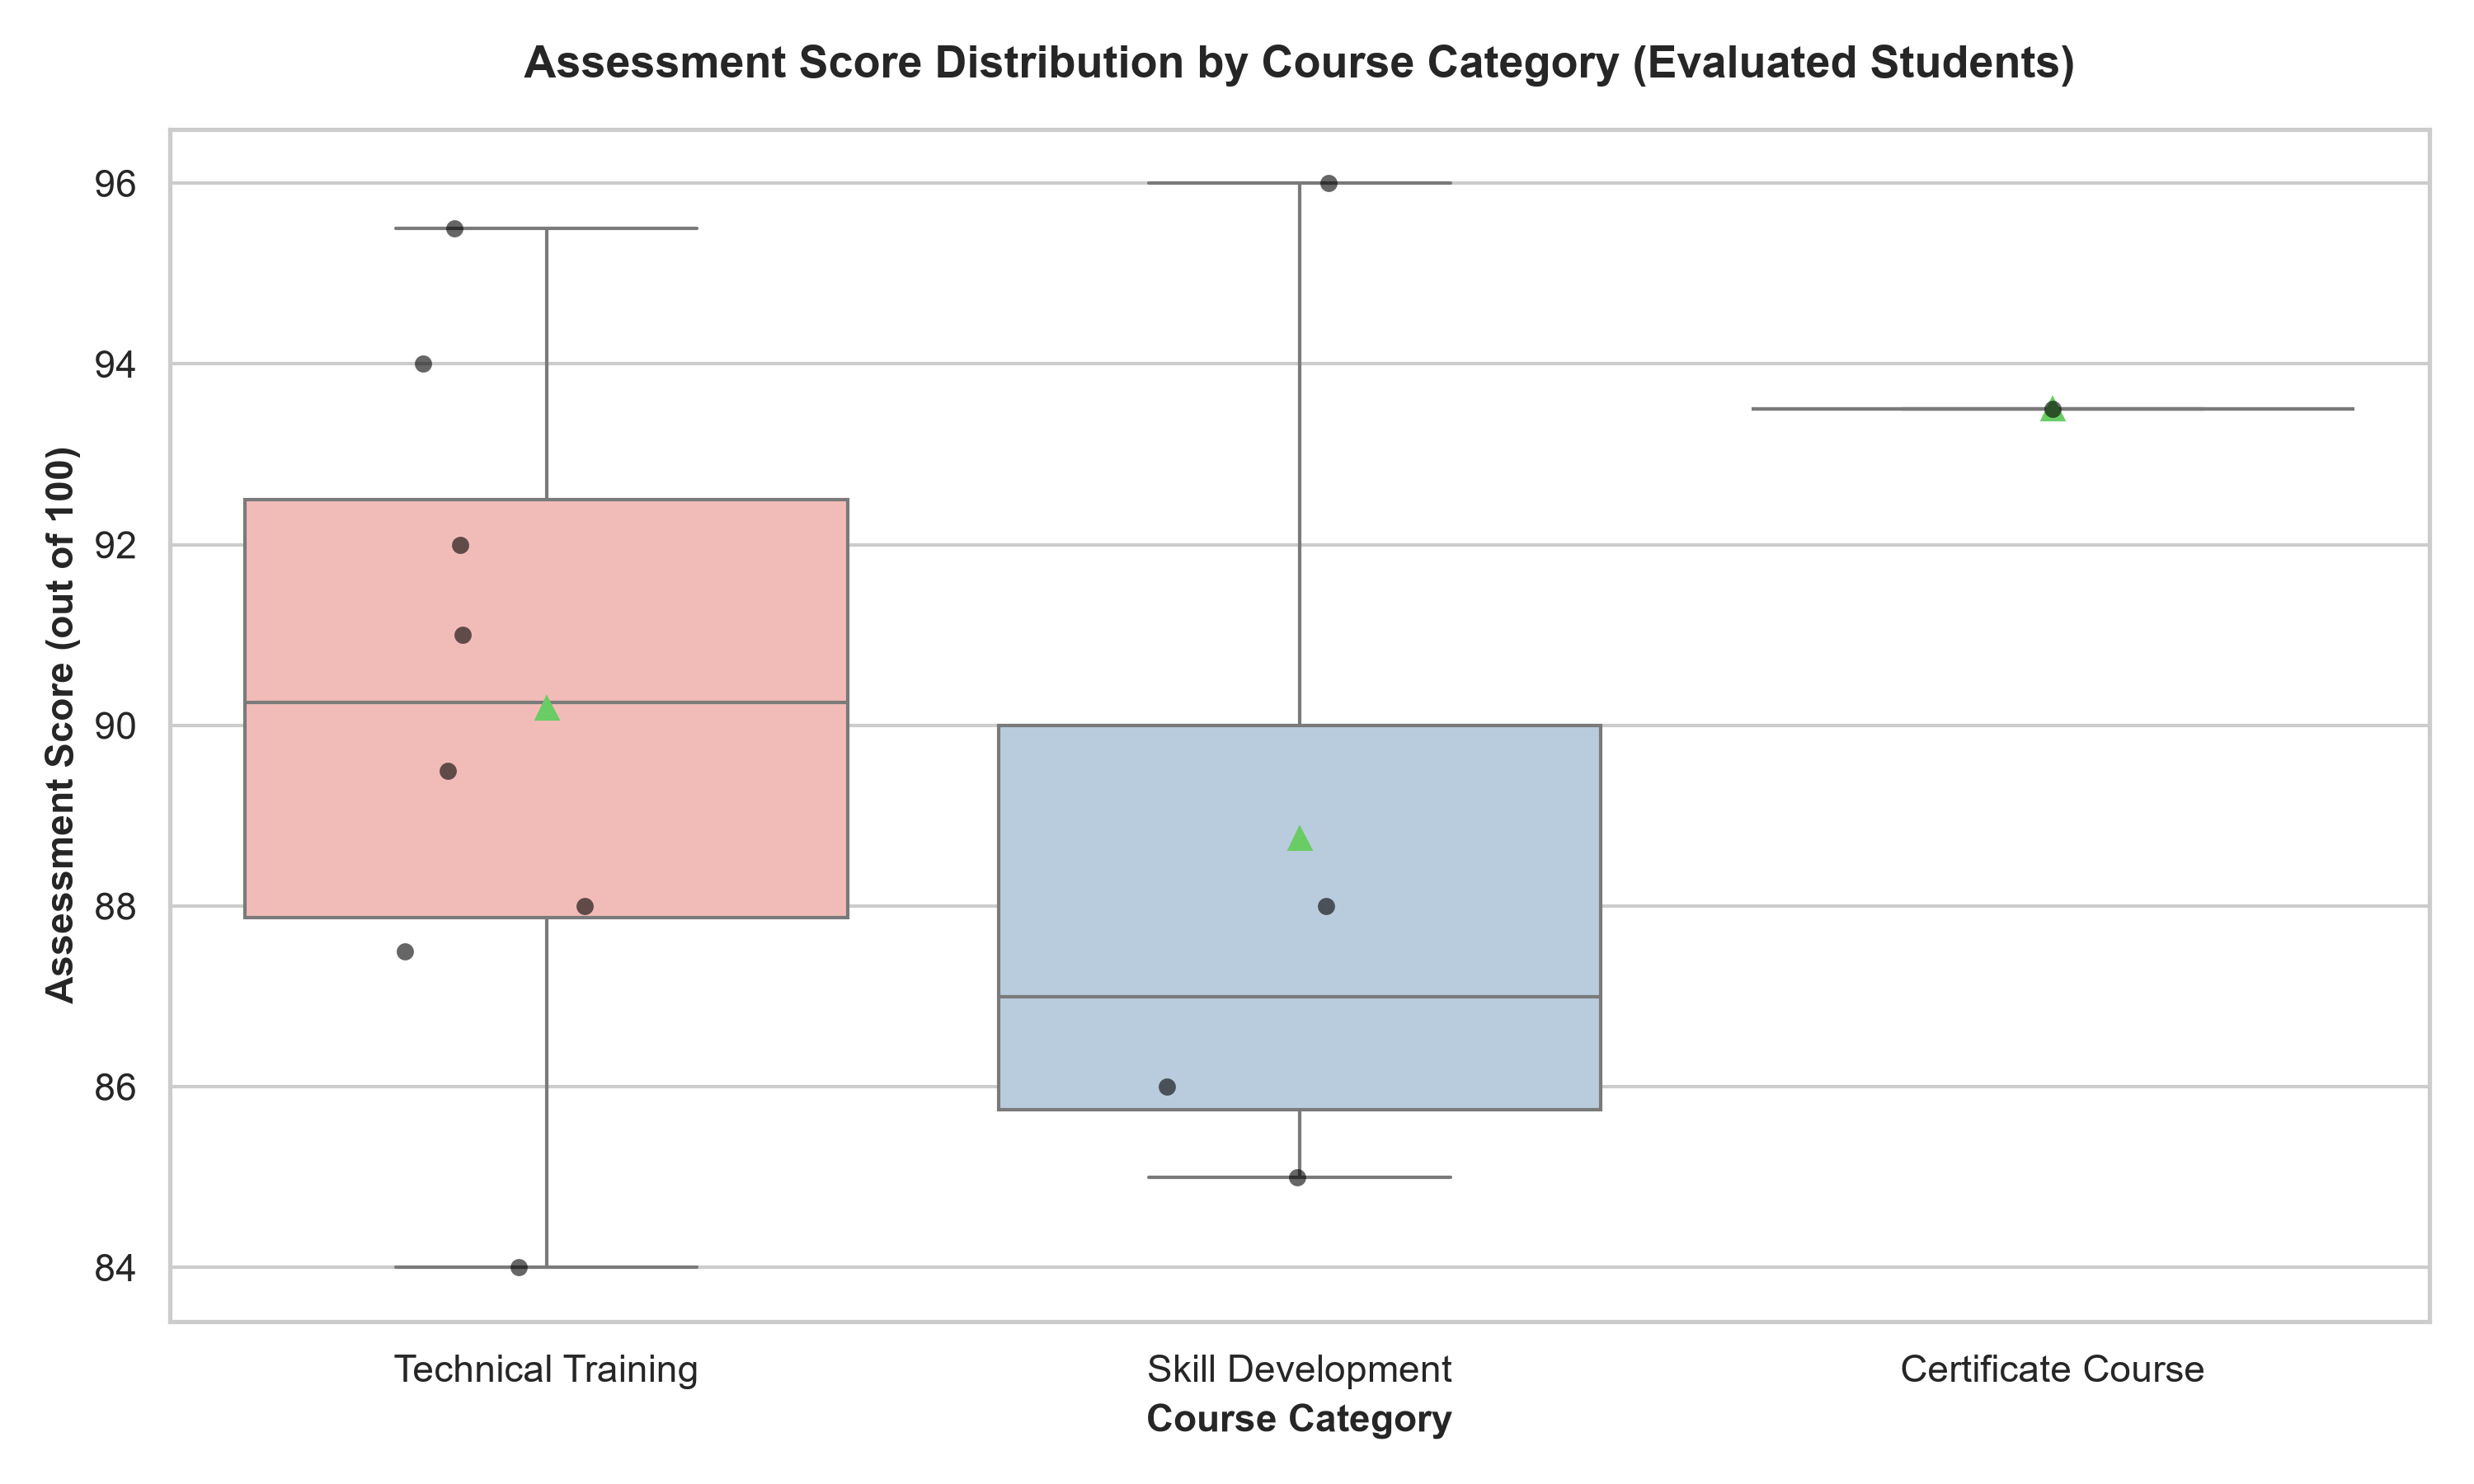 Assessment Score Distribution by Course Category (Evaluated Students)
Assessment Score (out of 100)
96
94
92
90
88
86
84
Technical Training
Skill Development
Certificate Course
Course Category